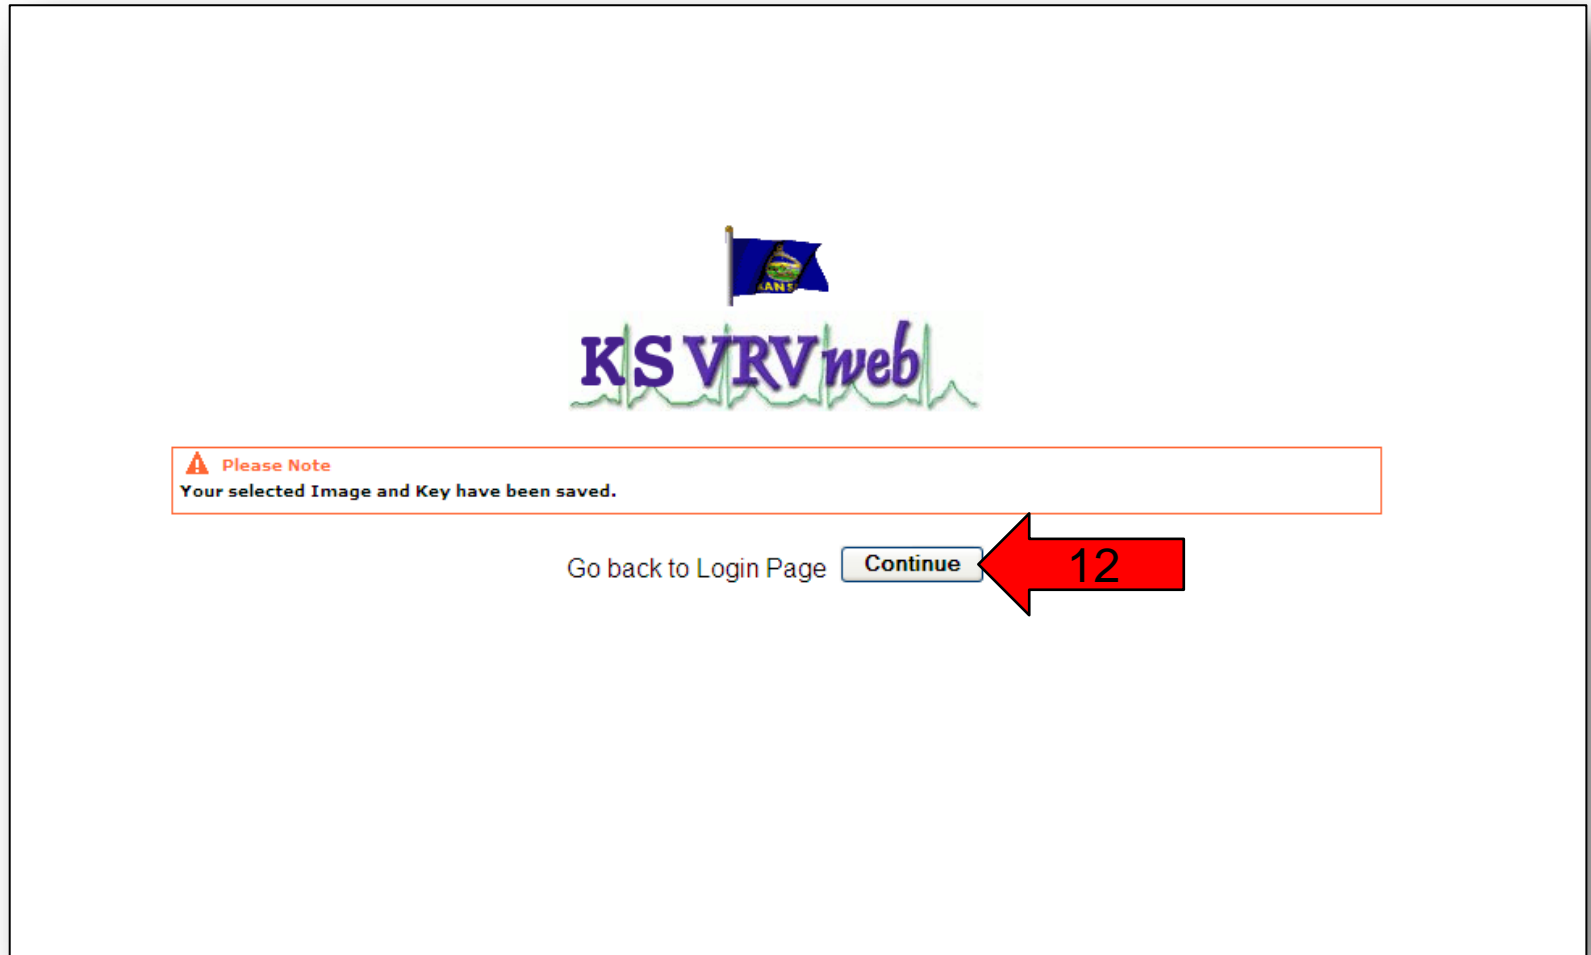 KANS
KS VRV web
Please Note
Your selected Image and Key have been saved.
Go back to Login Page Continue 12